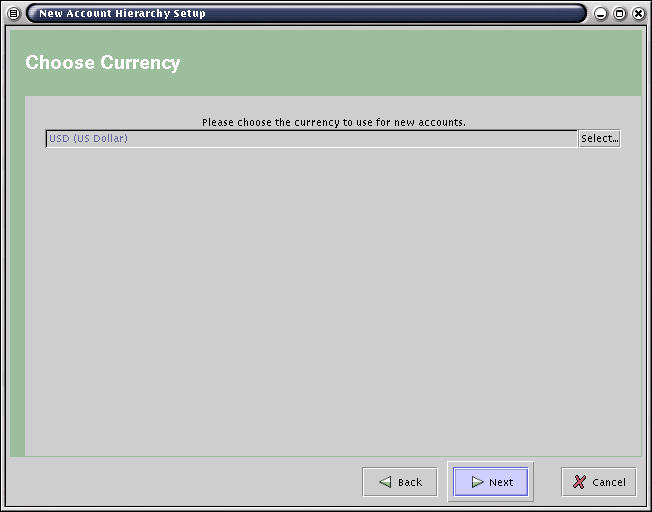 New Account Hierarchy Setup
Choose Currency
Please choose the currency to use for new accounts.
USD (US Dollar)
Select...
Back
Next
Cancel